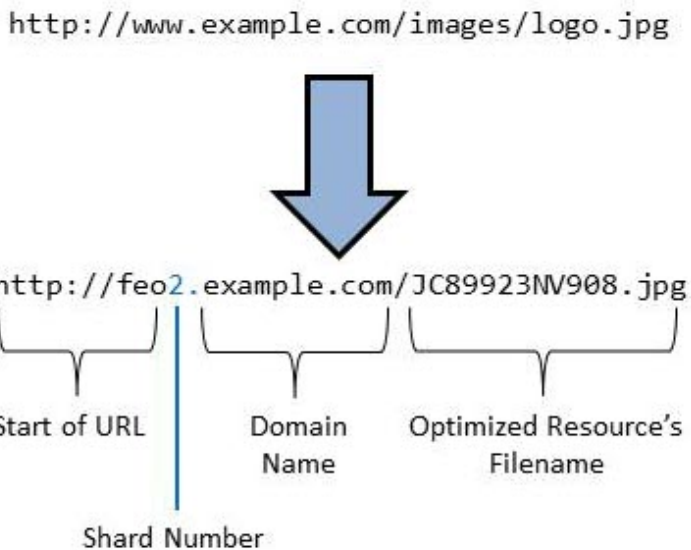 http://www.example.com/images/logo.jpg
http://feo2.example.com/JC89923NV908.jpg
Start of URL
Domain
Name
Optimized Resource's
Filename
Shard Number